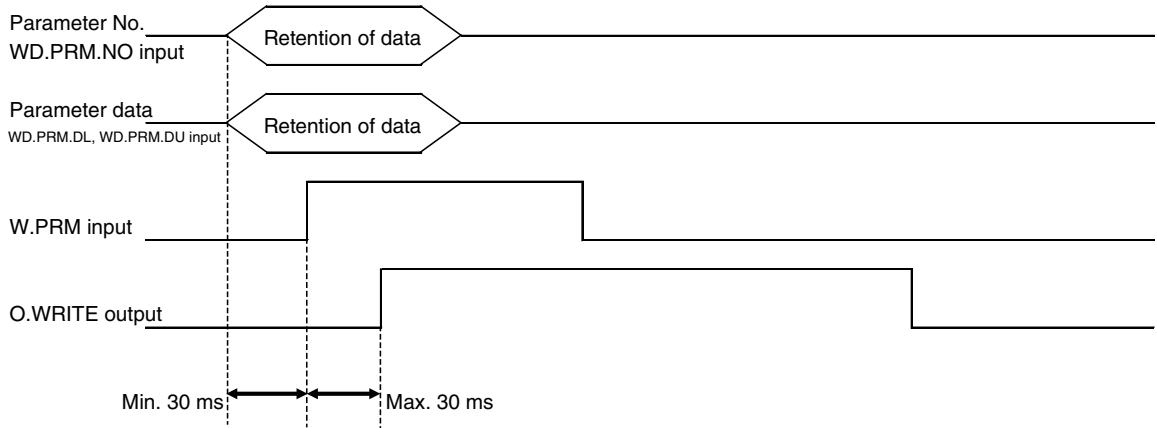 Parameter No.
WD.PRM.NO input
Retention of data
Parameter data
WD.PRM.DL, WD.PRM.DU input
Retention of data
W.PRM input
O.WRITE output
Min. 30 ms
Max. 30 ms